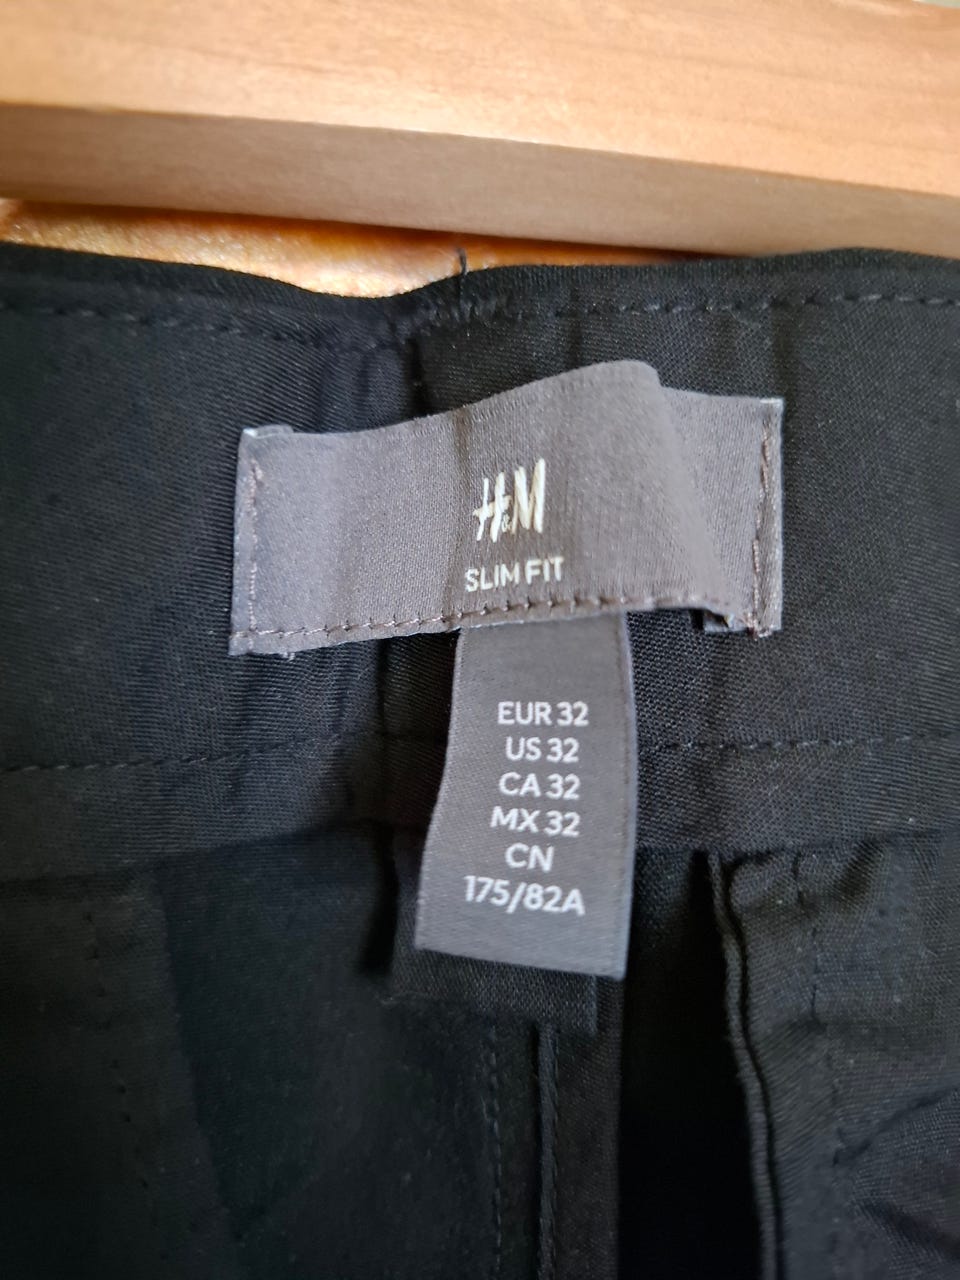 H&M
SLIM FIT
EUR 32
US 32
CA 32
MX 32
CN
175/82A